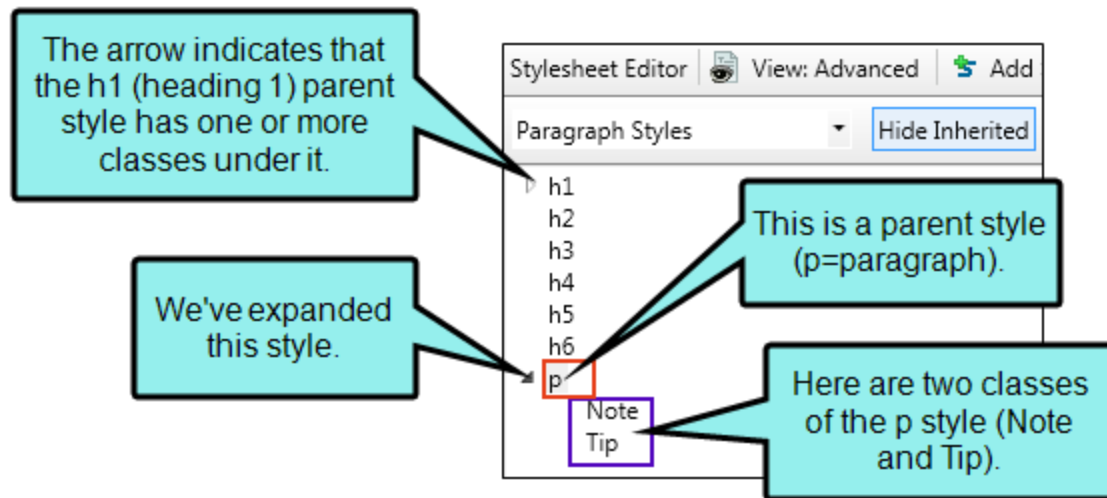 The arrow indicates that
the h1 (heading 1) parent
style has one or more
classes under it.
Stylesheet Editor View: Advanced Add
Paragraph Styles Hide Inherited
h1
h2
h3
h4
h5
h6
p
Note
Tip
This is a parent style
(p=paragraph).
We've expanded
this style.
Here are two classes
of the p style (Note
and Tip).